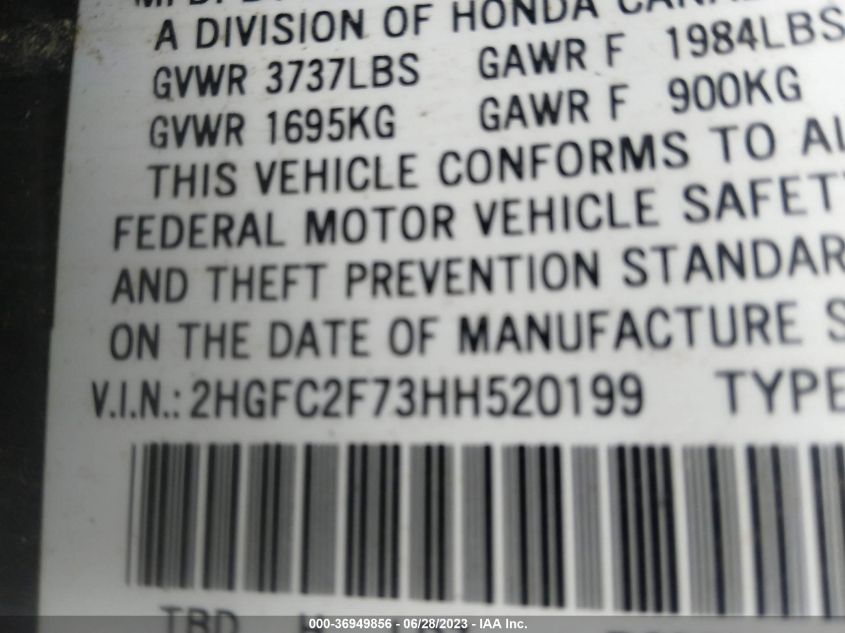 A DIVISION OF HONDA
GVWR 3737LBS GAWR F 1984LBS
GVWR 1695KG GAWR F 900KG
THIS VEHICLE CONFORMS TO
FEDERAL MOTOR VEHICLE SAFET
AND THEFT PREVENTION STANDAR
ON THE DATE OF MANUFACTURE S
V.I.N.: 2HGFC2F73HH520199 TYPE
000-36949856 - 06/28/2023 - IAA Inc.